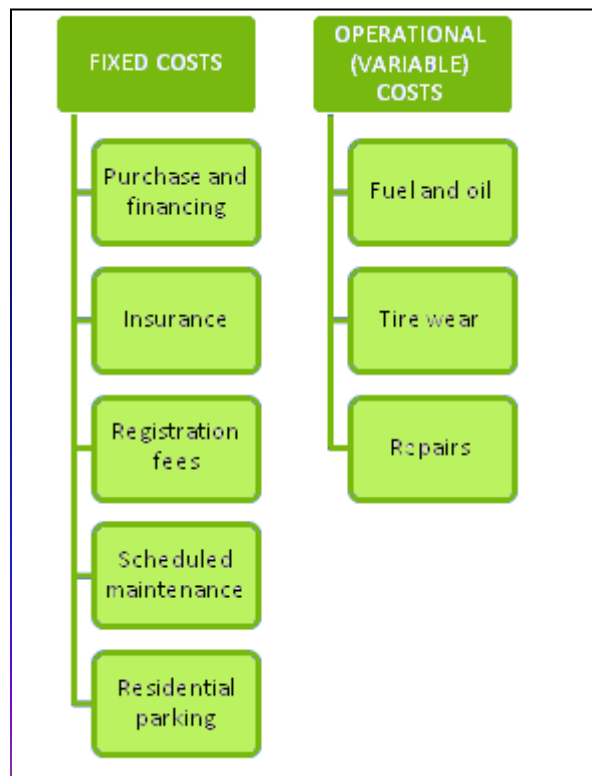 FIXED COSTS
Purchase and
financing
Insurance
Registration
fees
Scheduled
maintenance
Residential
parking
OPERATIONAL
(VARIABLE)
COSTS
Fuel and oil
Tire wear
Repairs